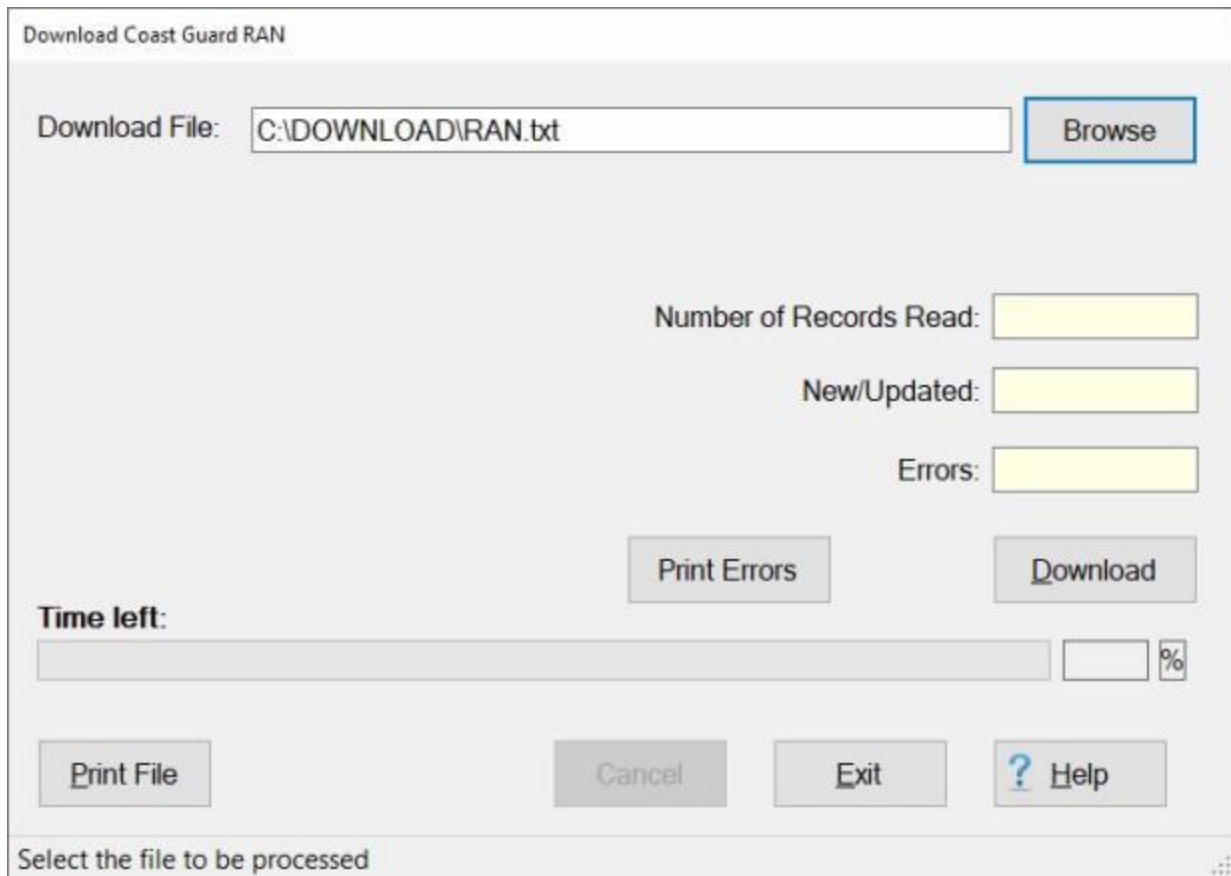 Download Coast Guard RAN
Download File: C:\DOWNLOAD\RAN.txt Browse
Number of Records Read:
New/Updated:
Errors:
Print Errors Download
Time left:
%
Print File Cancel Exit ? Help
Select the file to be processed